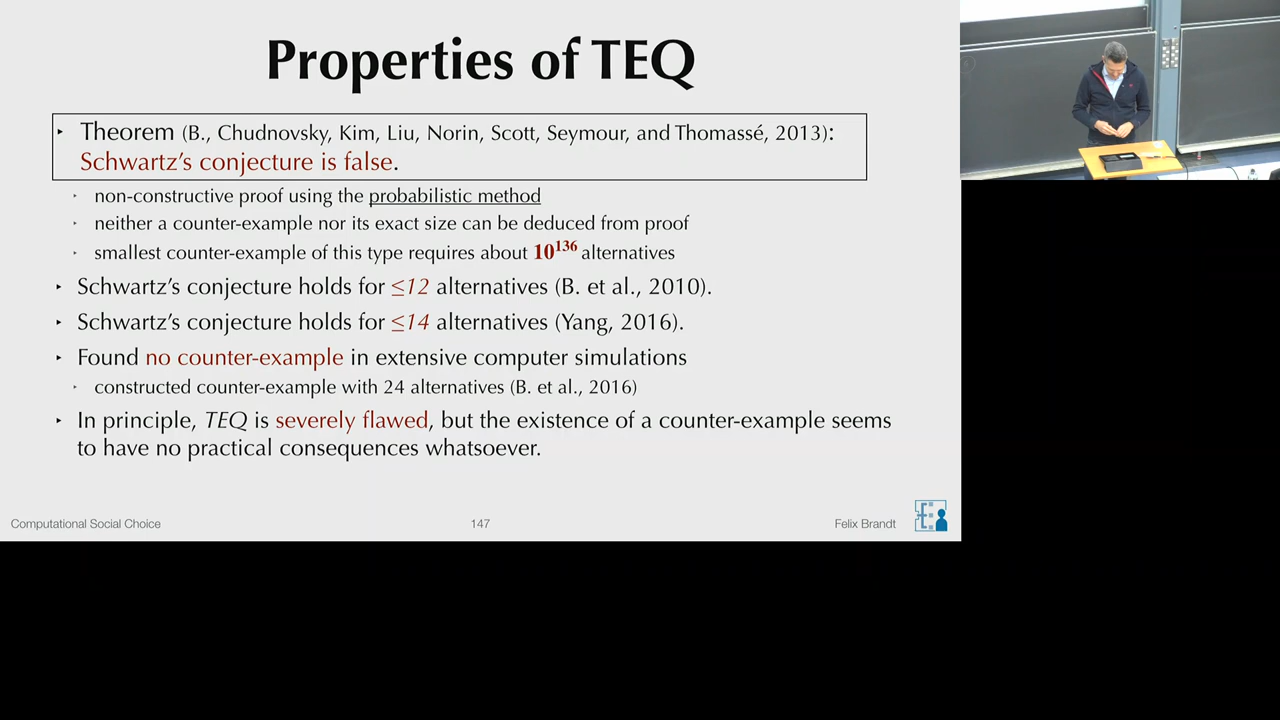 Properties of TEQ
‣ Theorem (B., Chudnovsky, Kim, Liu, Norin, Scott, Seymour, and Thomassé, 2013):
Schwartz’s conjecture is false.
‣ non-constructive proof using the probabilistic method
‣ neither a counter-example nor its exact size can be deduced from proof
‣ smallest counter-example of this type requires about 10¹³⁶ alternatives
‣ Schwartz’s conjecture holds for ≤12 alternatives (B. et al., 2010).
‣ Schwartz’s conjecture holds for ≤14 alternatives (Yang, 2016).
‣ Found no counter-example in extensive computer simulations
‣ constructed counter-example with 24 alternatives (B. et al., 2016)
‣ In principle, TEQ is severely flawed, but the existence of a counter-example seems
to have no practical consequences whatsoever.
Computational Social Choice
147
Felix Brandt